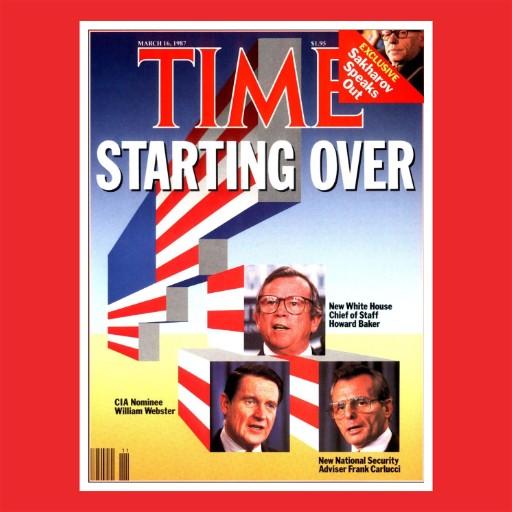 MARCH 16, 1987 $1.95
TIME
EXCLUSIVE
Sakharov
Speaks
Out
STARTING OVER
New White House
Chief of Staff
Howard Baker
CIA Nominee
William Webster
New National Security
Adviser Frank Carlucci
11